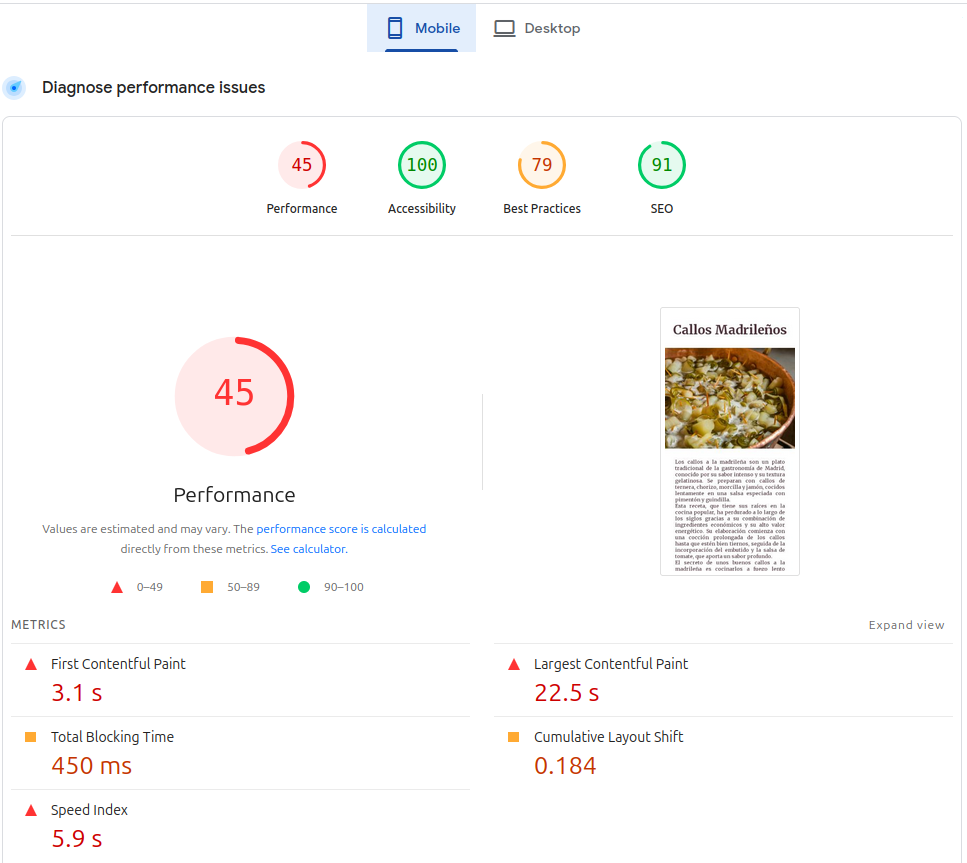 Mobile
Desktop
Diagnose performance issues
45
100
79
91
Performance
Accessibility
Best Practices
SEO
45
Performance
Values are estimated and may vary. The performance score is calculated
directly from these metrics. See calculator.
0–49
50–89
90–100
Callos Madrileños
Los callos a la madrileña son un plato
tradicional de la gastronomía de Madrid,
conocido por su sabor intenso y su textura
gelatinosa. Se preparan con callos de
ternera, chorizo, morcilla y jamón, cocidos
lentamente en una salsa especiada con
pimentón y guindilla.
Esta receta, que tiene sus raíces en la
cocina popular, ha perdurado a lo largo de
los siglos gracias a su combinación de
ingredientes económicos y su alto valor
energético. Su elaboración comienza con
una cocción prolongada de los callos
hasta que estén bien tiernos, seguida de la
incorporación del embutido y la salsa de
tomate, que aporta un sabor profundo.
El secreto de unos buenos callos a la
madrileña es cocinarlos a fuego lento
METRICS
Expand view
First Contentful Paint
3.1 s
Largest Contentful Paint
22.5 s
Total Blocking Time
450 ms
Cumulative Layout Shift
0.184
Speed Index
5.9 s